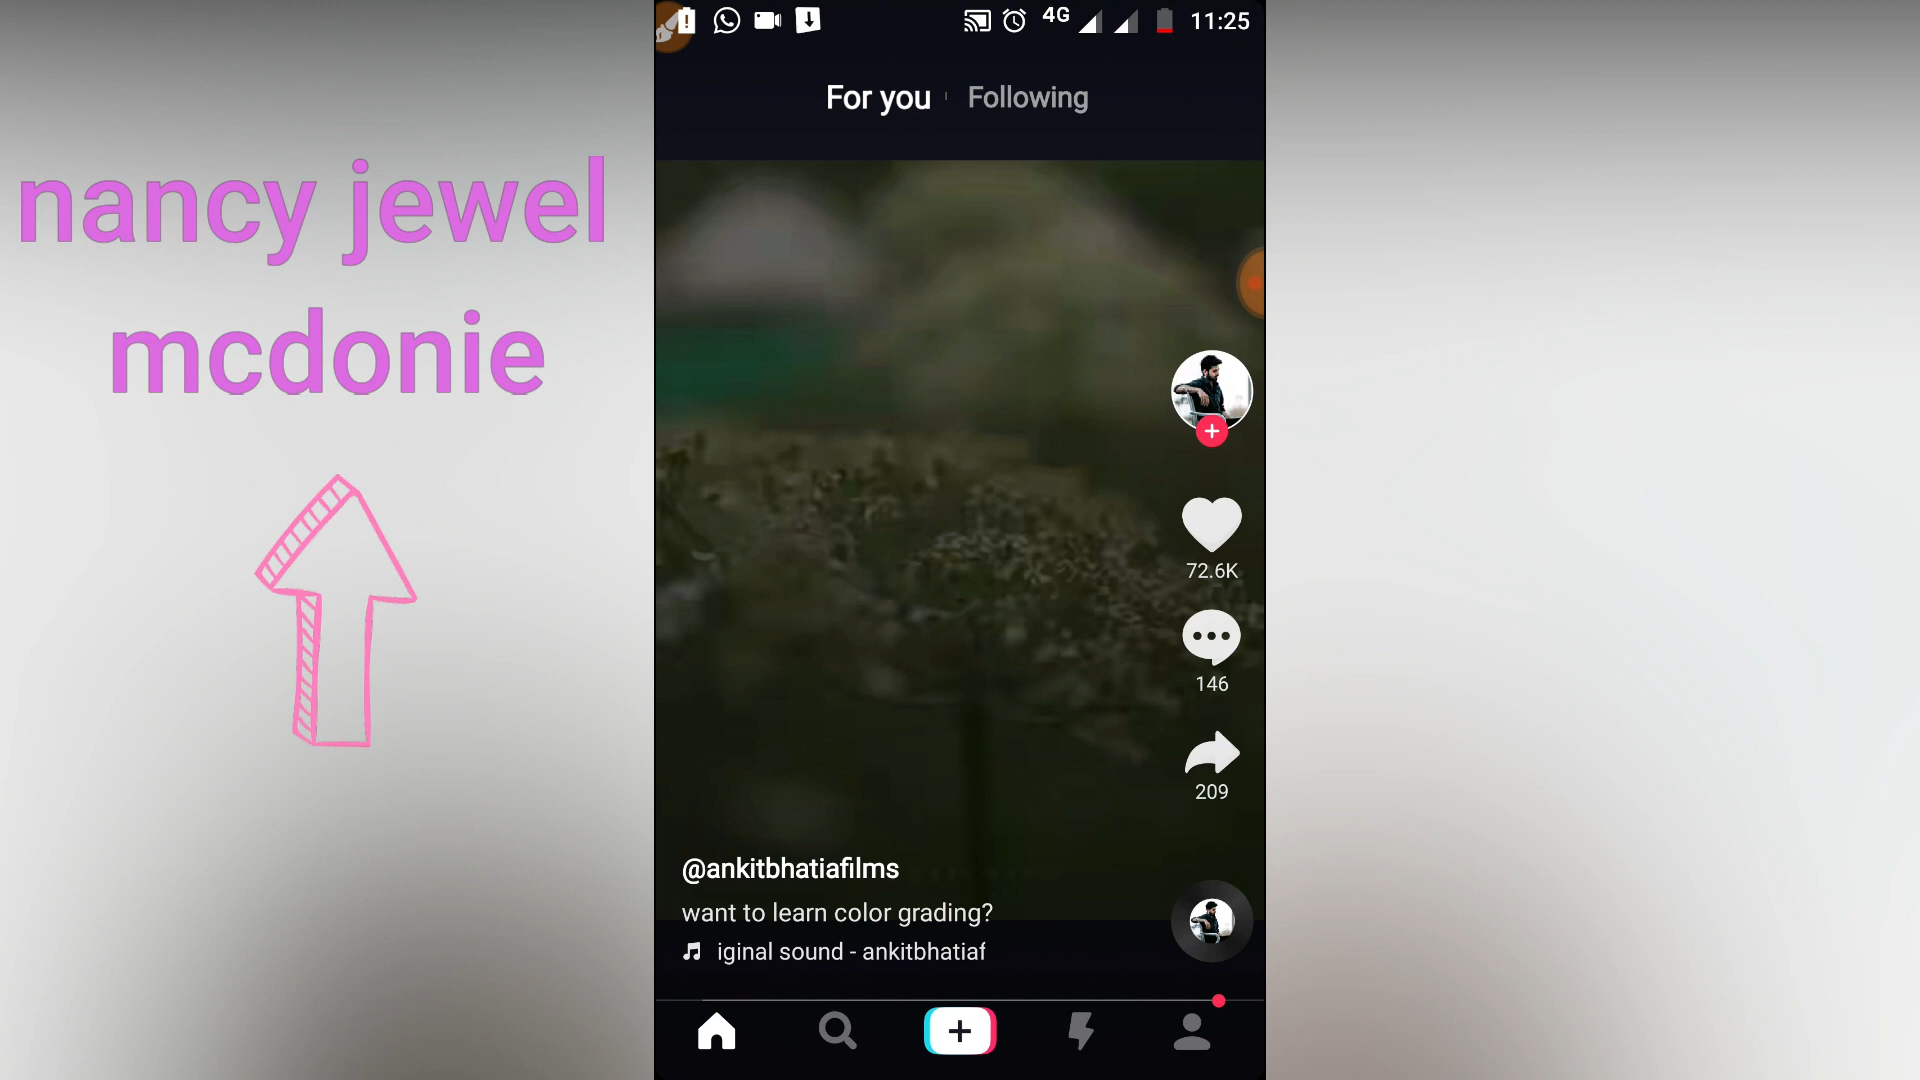 4G 11:25
For you Following
nancy jewel
mcdonie
72.6K
146
209
@ankitbhatiafilms
want to learn color grading?
iginal sound - ankitbhatiaf